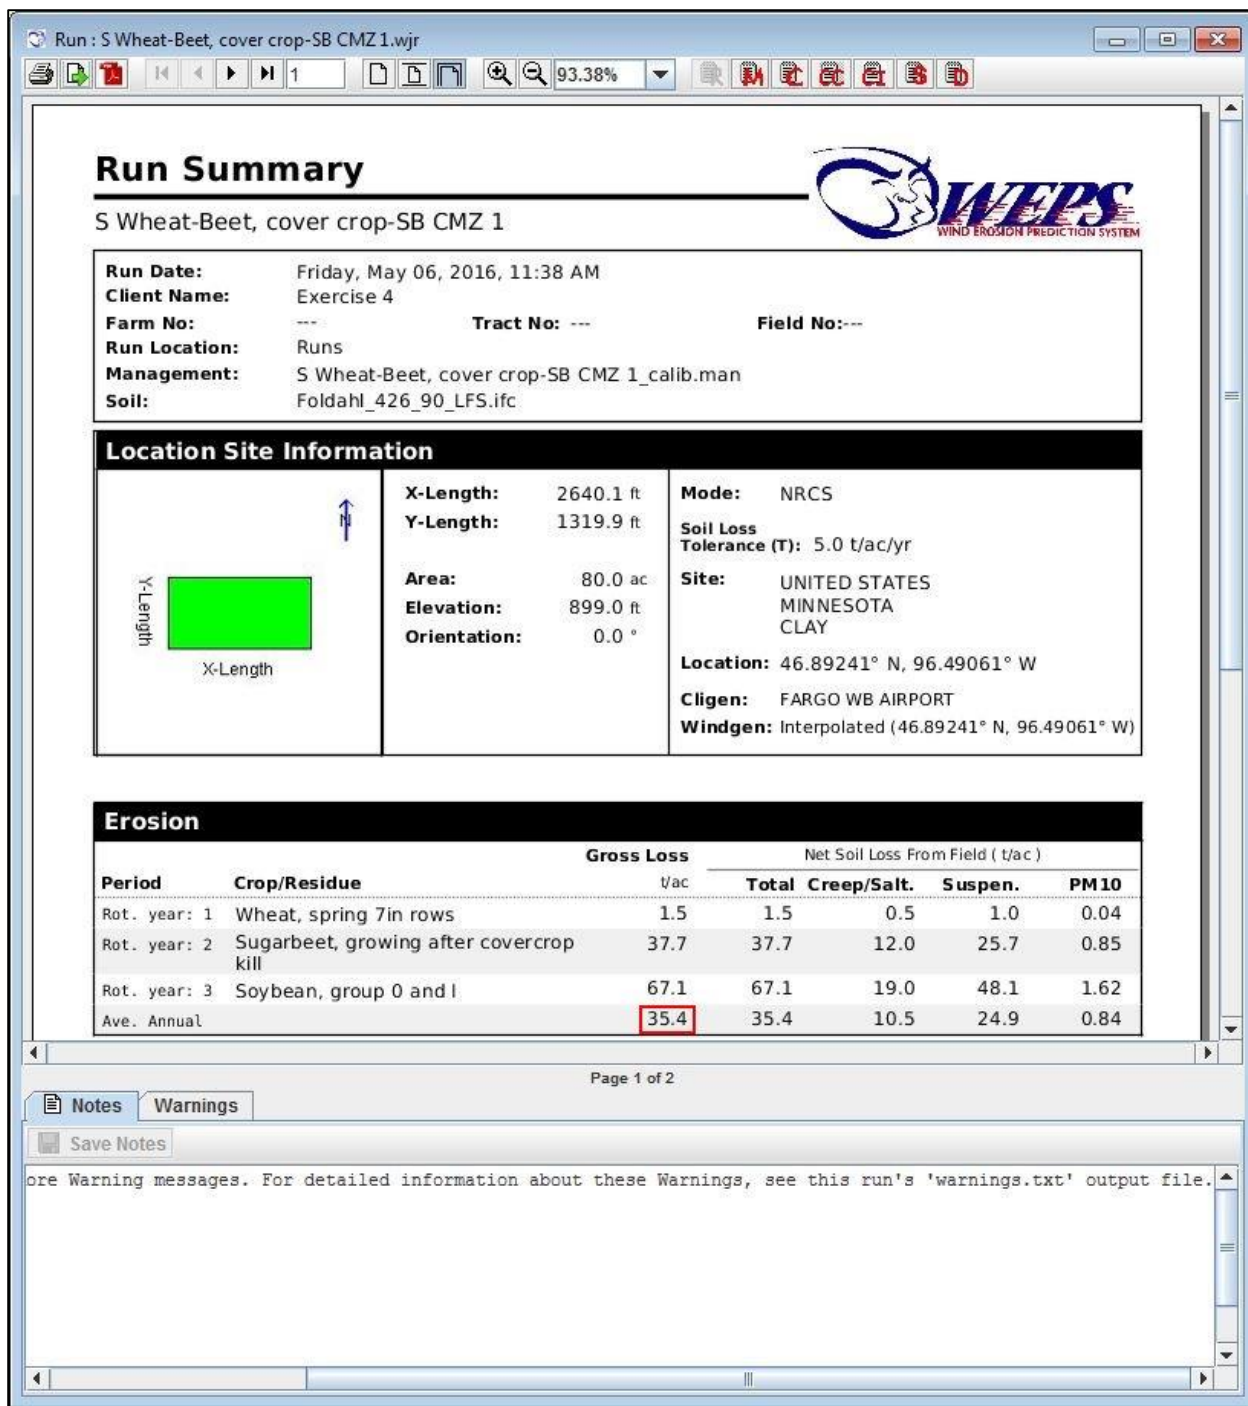 Run : S Wheat-Beet, cover crop-SB CMZ 1.wjr
1 93.38% R M C CC CI S D
Run Summary
WEPS
WIND EROSION PREDICTION SYSTEM
S Wheat-Beet, cover crop-SB CMZ 1
Run Date: Friday, May 06, 2016, 11:38 AM
Client Name: Exercise 4
Farm No: --- Tract No: --- Field No:---
Run Location: Runs
Management: S Wheat-Beet, cover crop-SB CMZ 1_calib.man
Soil: Foldahl_426_90_LFS.ifc
Location Site Information
N
Y-Length
X-Length
X-Length: 2640.1 ft
Y-Length: 1319.9 ft
Area: 80.0 ac
Elevation: 899.0 ft
Orientation: 0.0 °
Mode: NRCS
Soil Loss
Tolerance (T): 5.0 t/ac/yr
Site: UNITED STATES
MINNESOTA
CLAY
Location: 46.89241° N, 96.49061° W
Cligen: FARGO WB AIRPORT
Windgen: Interpolated (46.89241° N, 96.49061° W)
Erosion
Gross Loss Net Soil Loss From Field ( t/ac )
Period Crop/Residue t/ac Total Creep/Salt. Suspen. PM10
Rot. year: 1 Wheat, spring 7in rows 1.5 1.5 0.5 1.0 0.04
Rot. year: 2 Sugarbeet, growing after covercrop 37.7 37.7 12.0 25.7 0.85
kill
Rot. year: 3 Soybean, group 0 and I 67.1 67.1 19.0 48.1 1.62
Ave. Annual 35.4 35.4 10.5 24.9 0.84
Page 1 of 2
Notes Warnings
Save Notes
ore Warning messages. For detailed information about these Warnings, see this run's 'warnings.txt' output file.